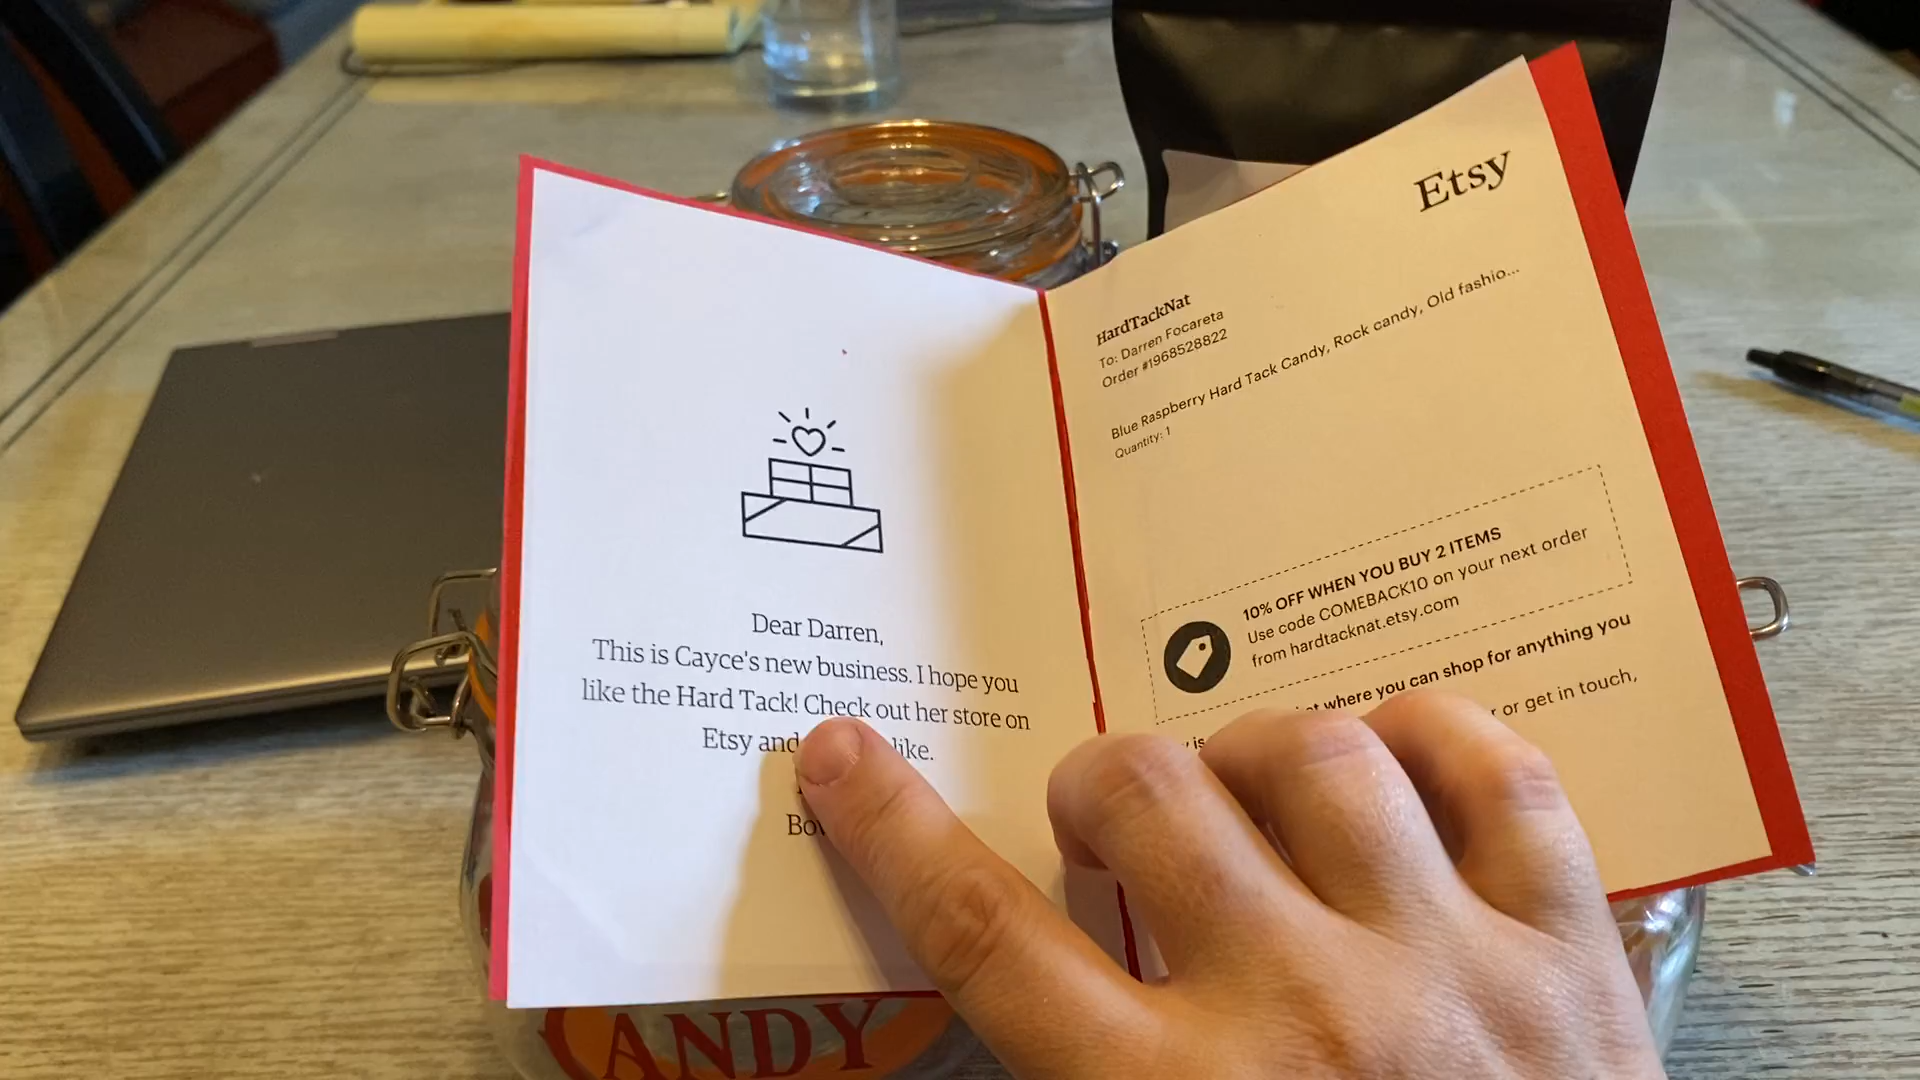 Dear Darren,
This is Cayce's new business. I hope you
like the Hard Tack! Check out her store on
Etsy and like.
Etsy
HardTackNat
To: Darren Focareta
Order #1968528822
Blue Raspberry Hard Tack Candy, Rock candy, Old fashio...
Quantity: 1
10% OFF WHEN YOU BUY 2 ITEMS
Use code COMEBACK10 on your next order
from hardtacknat.etsy.com
where you can shop for anything you
or get in touch,
is
ANDY